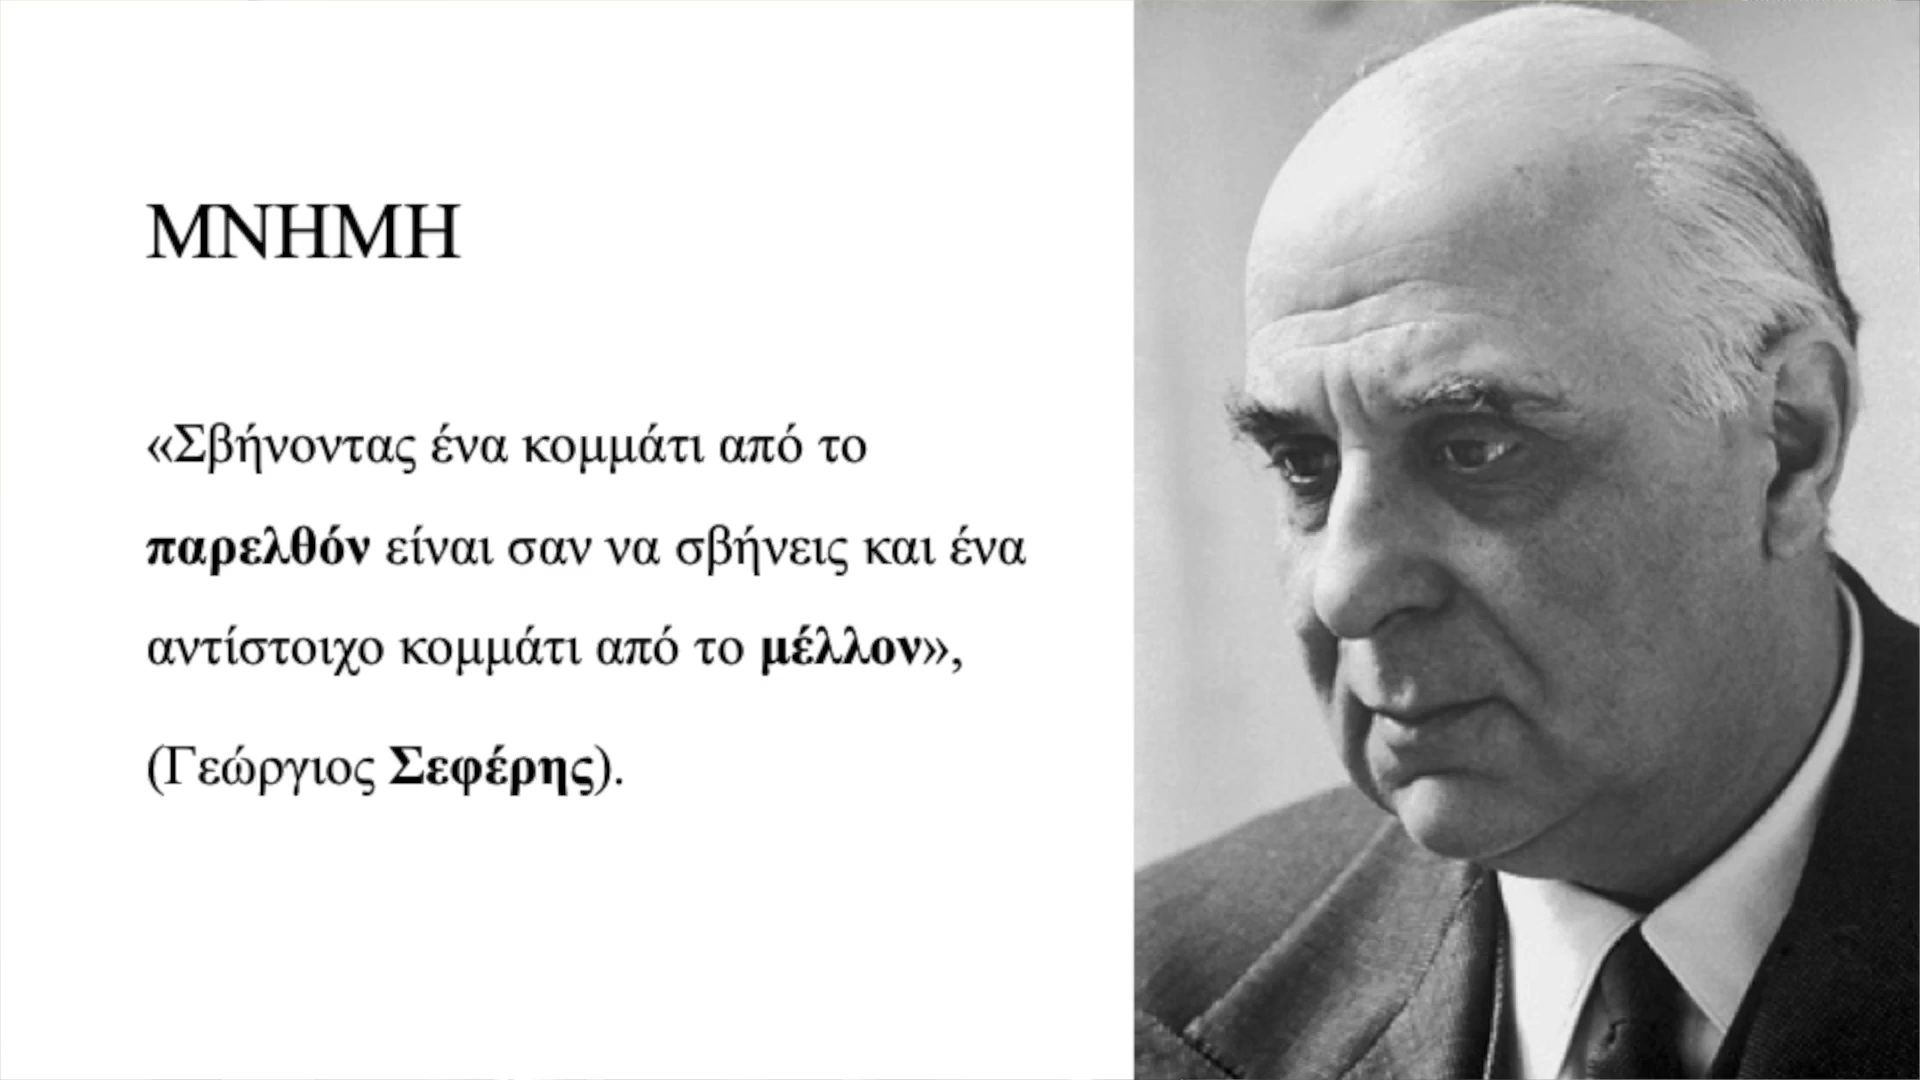 ΜΝΗΜΗ
«Σβήνοντας ένα κομμάτι από το
παρελθόν είναι σαν να σβήνεις και ένα
αντίστοιχο κομμάτι από το μέλλον»,
(Γεώργιος Σεφέρης).